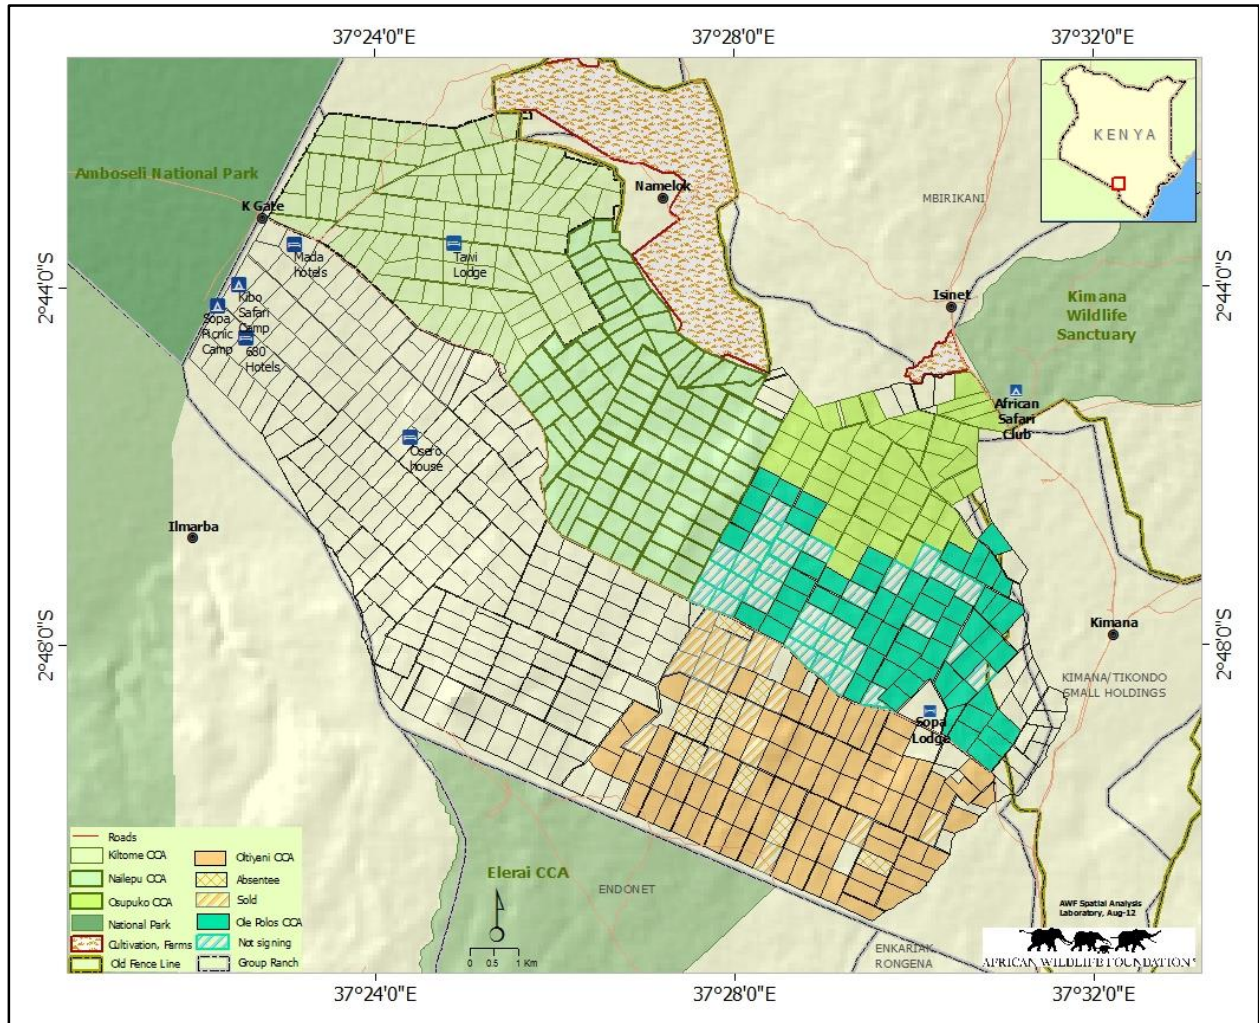 37°24'0"E
37°28'0"E
37°32'0"E
KENYA
Amboseli National Park
K Gate
Namelok
MBIRIKANI
Mada
hotels
Tawi
Lodge
2°44'0"S
2°44'0"S
Kibo
Safari
Camp
Sopa
Picnic
Camp
680
Hotels
Isinet
Kimana
Wildlife
Sanctuary
African
Safari
Club
Osero
house
Ilmarba
Kimana
2°48'0"S
2°48'0"S
KIMANA/TIKONDO
SMALL HOLDINGS
Sopa
Lodge
Roads
Kiltome CCA
Nailepu CCA
Osupuko CCA
National Park
Cultivation, Farms
Old Fence Line
Oltiyeni CCA
Absentee
Sold
Ole Polos CCA
Not signing
Group Ranch
Elerai CCA
ENDONET
0 0.5 1 Km
ENKARIAK
RONGENA
AWF Spatial Analysis
Laboratory, Aug-12
AFRICAN WILDLIFE FOUNDATION®
37°24'0"E
37°28'0"E
37°32'0"E